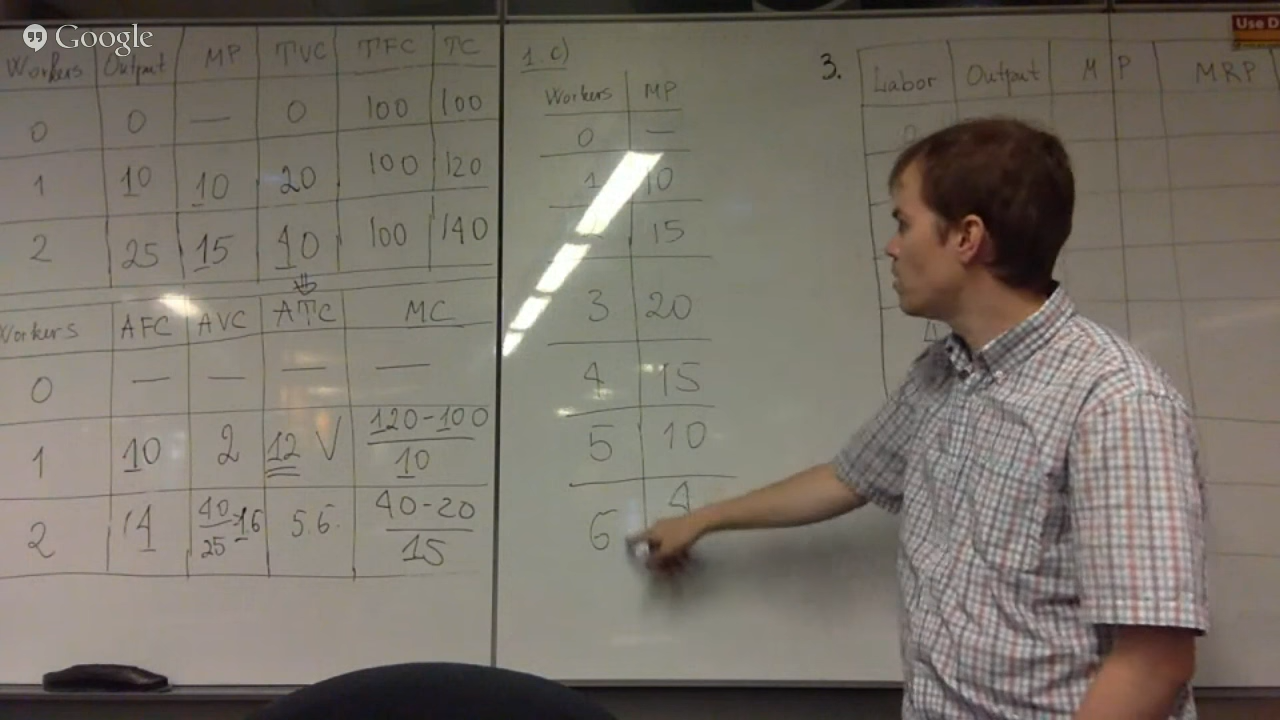 Google
Use D
Workers Output MP TVC TFC TC
0 0 — 0 100 100
1 10 10 20 100 120
2 25 15 40 100 140
Workers AFC AVC ATC MC
0 — — — —
1 10 2 12 V 120-100
10
2 4 40 1.6 5.6 40-20
25 15
1. c)
Workers MP
0 —
1 10
15
3 20
4 15
5 10
6 4
3.
Labor Output MP MRP